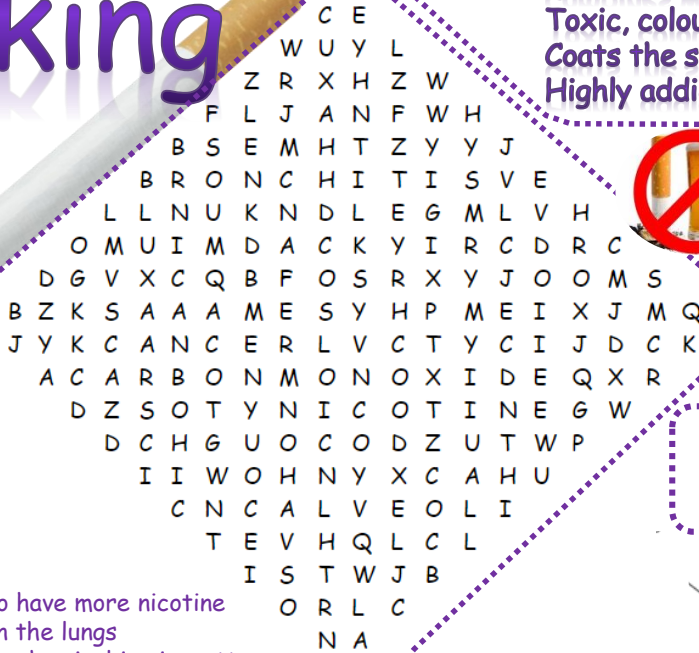 king
Toxic, colou
Coats the s
Highly addi
C E
W U Y L
Z R X H Z W
F L J A N F W H
B S E M H T Z Y Y J
B R O N C H I T I S V E
L L N U K N D L E G M L V H
O M U I M D A C K Y I R C D R C
D G V X C Q B F O S R X Y J O O M S
B Z K S A A A M E S Y H P M E I X J M Q
J Y K C A N C E R L V C T Y C I J D C K
A C A R B O N M O N O X I D E Q X R
D Z S O T Y N I C O T I N E G W
D C H G U O C O D Z U T W P
I I W O H N Y X C A H U
C N C A L V E O L I
T E V H Q L C L
I S T W J B
O R L C
N A
o have more nicotine
n the lungs